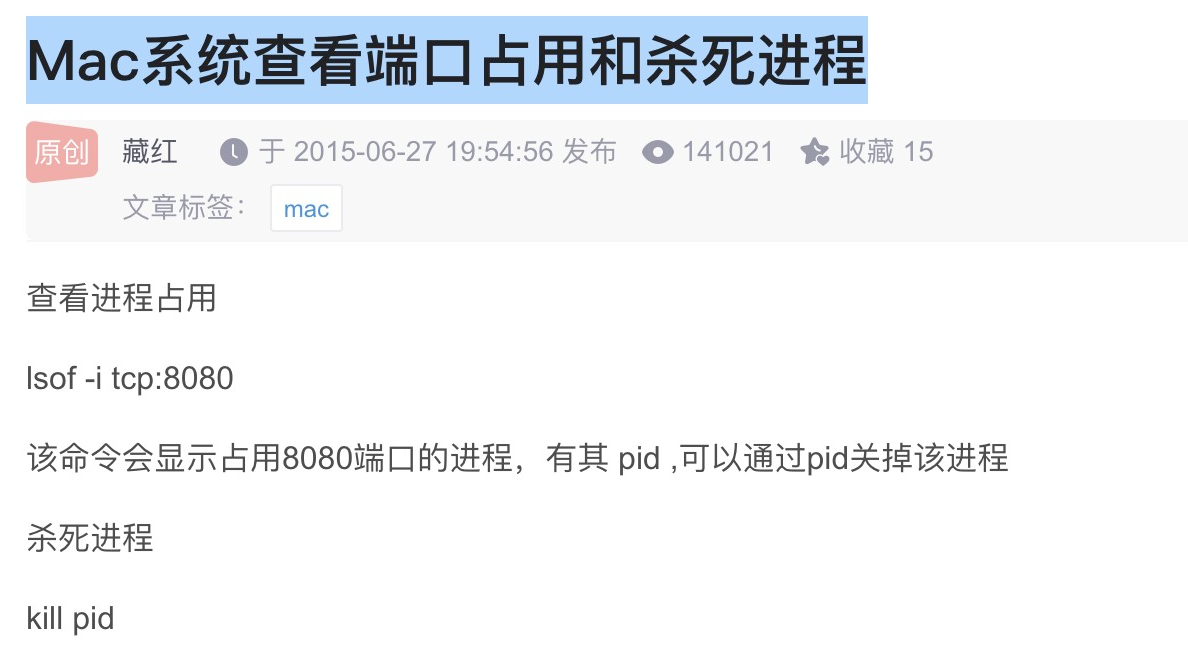 Mac系统查看端口占用和杀死进程
原创 藏红 于 2015-06-27 19:54:56 发布 141021 收藏 15
文章标签： mac
查看进程占用
lsof -i tcp:8080
该命令会显示占用8080端口的进程，有其 pid ,可以通过pid关掉该进程
杀死进程
kill pid